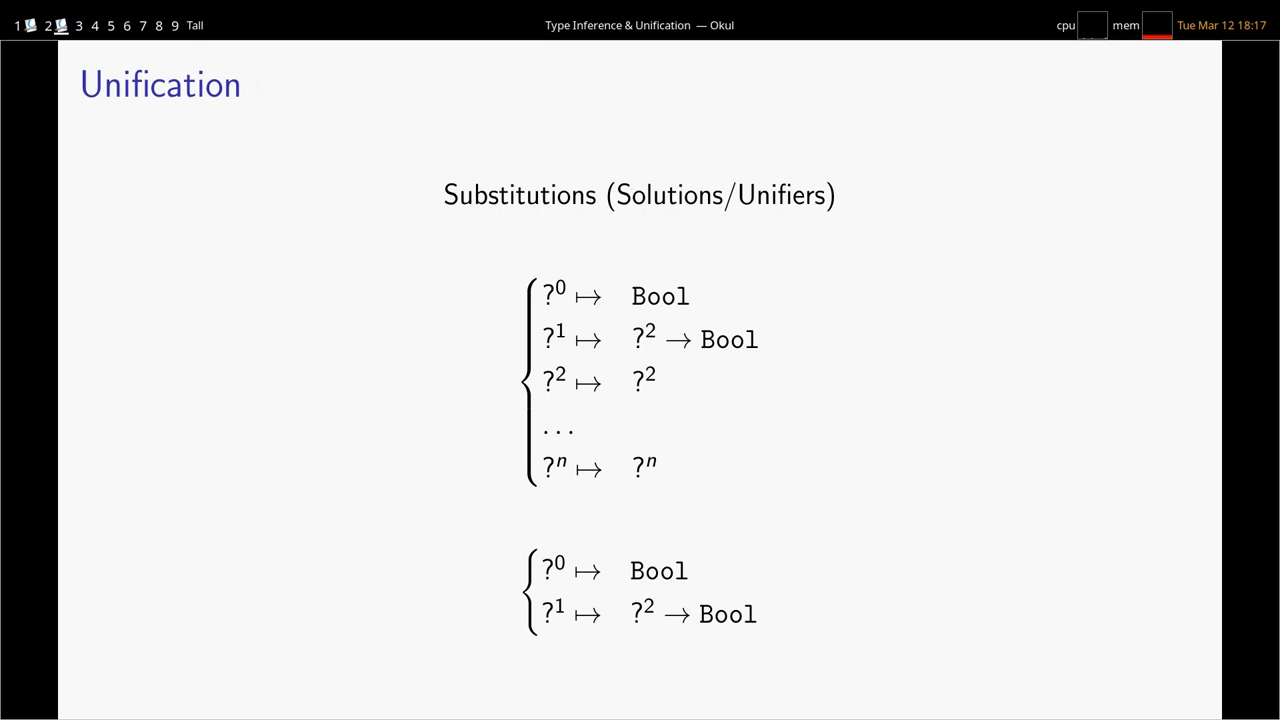 1 2 3 4 5 6 7 8 9 Tall Type Inference & Unification — Okul cpu mem Tue Mar 12 18:17
Unification
Substitutions (Solutions/Unifiers)
?⁰ ↦ Bool
?¹ ↦ ?² → Bool
?² ↦ ?²
...
?ⁿ ↦ ?ⁿ
?⁰ ↦ Bool
?¹ ↦ ?² → Bool